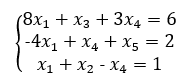 8x₁ + x₃ + 3x₄ = 6
-4x₁ + x₄ + x₅ = 2
x₁ + x₂ - x₄ = 1